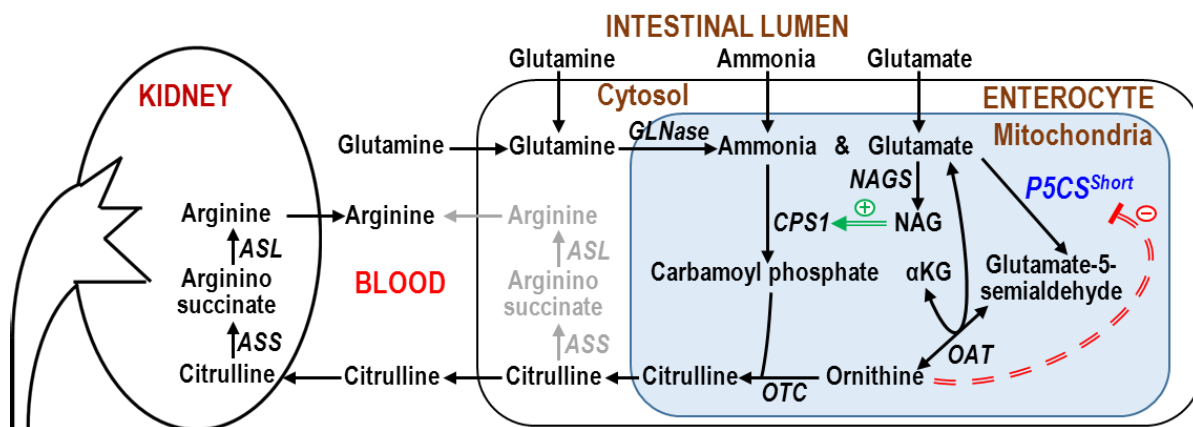 INTESTINAL LUMEN
Glutamine Ammonia Glutamate
KIDNEY Cytosol ENTEROCYTE
Mitochondria
Glutamine Glutamine GLNase Ammonia & Glutamate
NAGS P5CS^Short
⊖
Arginine Arginine Arginine CPS1 ⊕ NAG
ASL ASL
Arginino
succinate
BLOOD
Arginino
succinate
Carbamoyl phosphate αKG Glutamate-5-
semialdehyde
ASS ASS OAT
Citrulline Citrulline Citrulline Citrulline OTC Ornithine